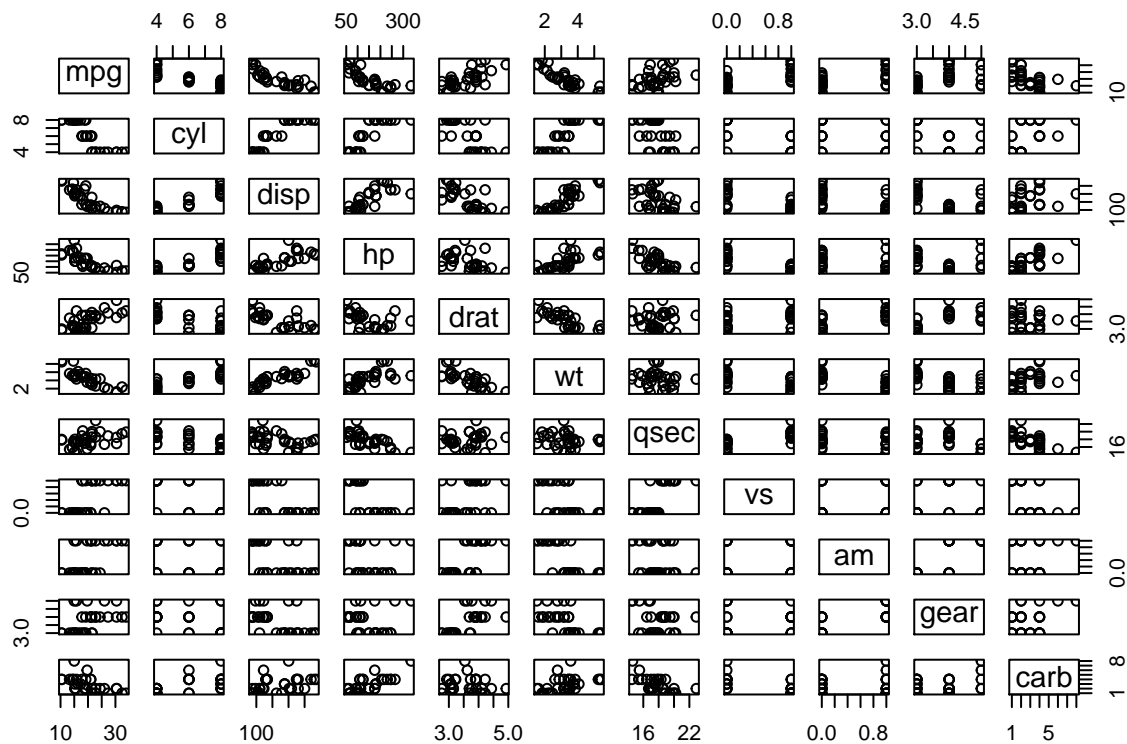 4 6 8 50 300 2 4 0.0 1.0 3.0 4.5
mpg 10
8 4 cyl
disp 100
50 hp
drat 3.0
2 wt
qsec 16
0.0 vs
am 0.0
3.0 gear
carb 8 1
10 30 100 3.0 5.0 16 22 0.0 0.8 1 5